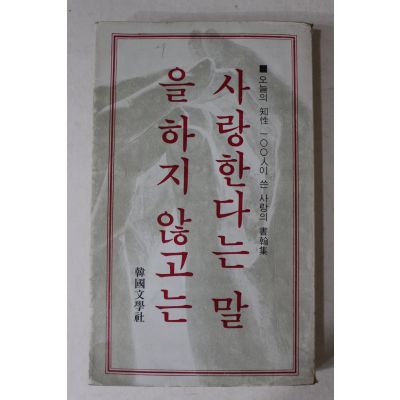 ■ 오늘의 知性 一〇〇人이 쓴 사랑의 書翰集
사랑한다는 말
을 하지 않고는
韓國文學社